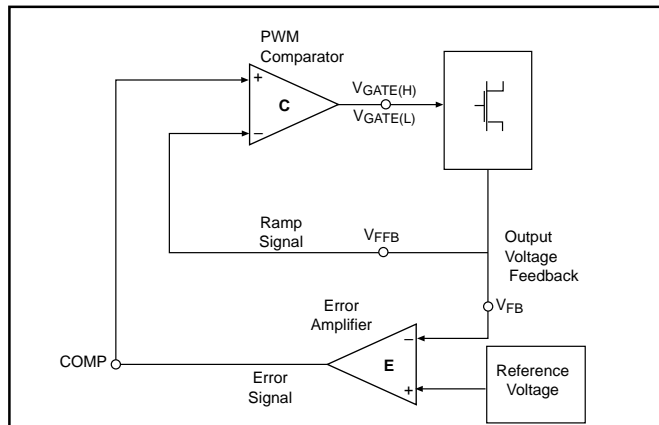 PWM
Comparator
+
C
−
VGATE(H)
VGATE(L)
Ramp
Signal
VFFB
Output
Voltage
Feedback
VFB
Error
Amplifier
−
E
+
COMP
Error
Signal
Reference
Voltage